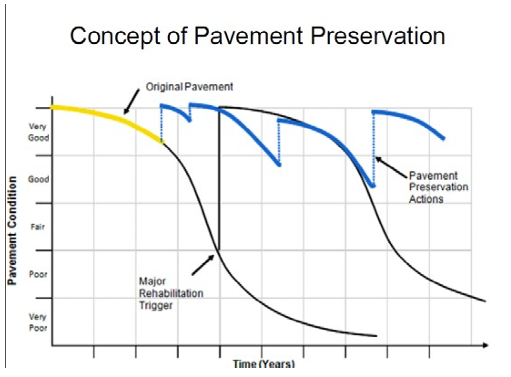 Concept of Pavement Preservation
Original Pavement
Very
Good
Good
Fair
Poor
Very
Poor
Pavement Condition
Pavement
Preservation
Actions
Major
Rehabilitation
Trigger
Time (Years)